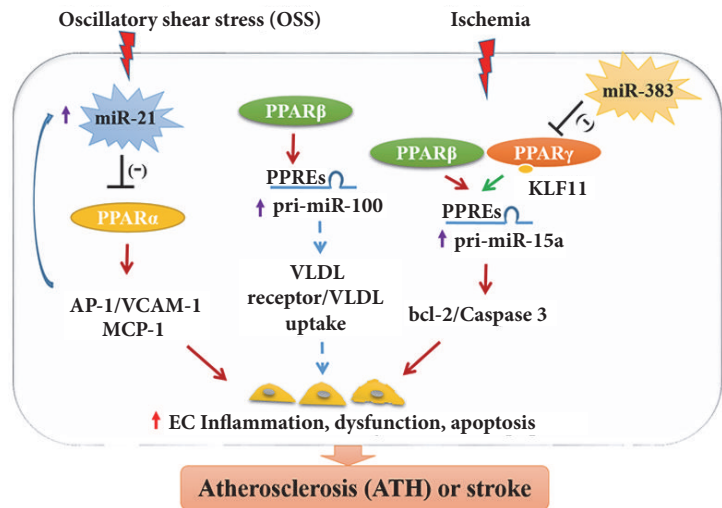 Oscillatory shear stress (OSS)
Ischemia
miR-21
(-)
PPARα
AP-1/VCAM-1
MCP-1
PPARβ
PPREs
pri-miR-100
VLDL
receptor/VLDL
uptake
miR-383
(-)
PPARβ
PPARγ
KLF11
PPREs
pri-miR-15a
bcl-2/Caspase 3
EC Inflammation, dysfunction, apoptosis
Atherosclerosis (ATH) or stroke